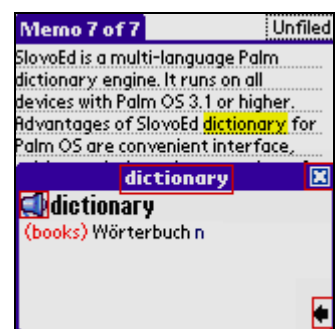 Memo 7 of 7 Unfiled
SlovoEd is a multi-language Palm
dictionary engine. It runs on all
devices with Palm OS 3.1 or higher.
Advantages of SlovoEd dictionary for
Palm OS are convenient interface,
dictionary
dictionary
(books) Wörterbuch n